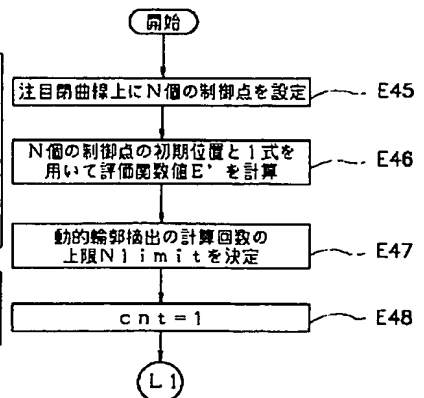 開始
注目閉曲線上にN個の制御点を設定
E45
N個の制御点の初期位置と1式を
用いて評価関数値E'を計算
E46
動的輪郭摘出の計算回数の
上限Nlimitを決定
E47
cnt=1
E48
L1